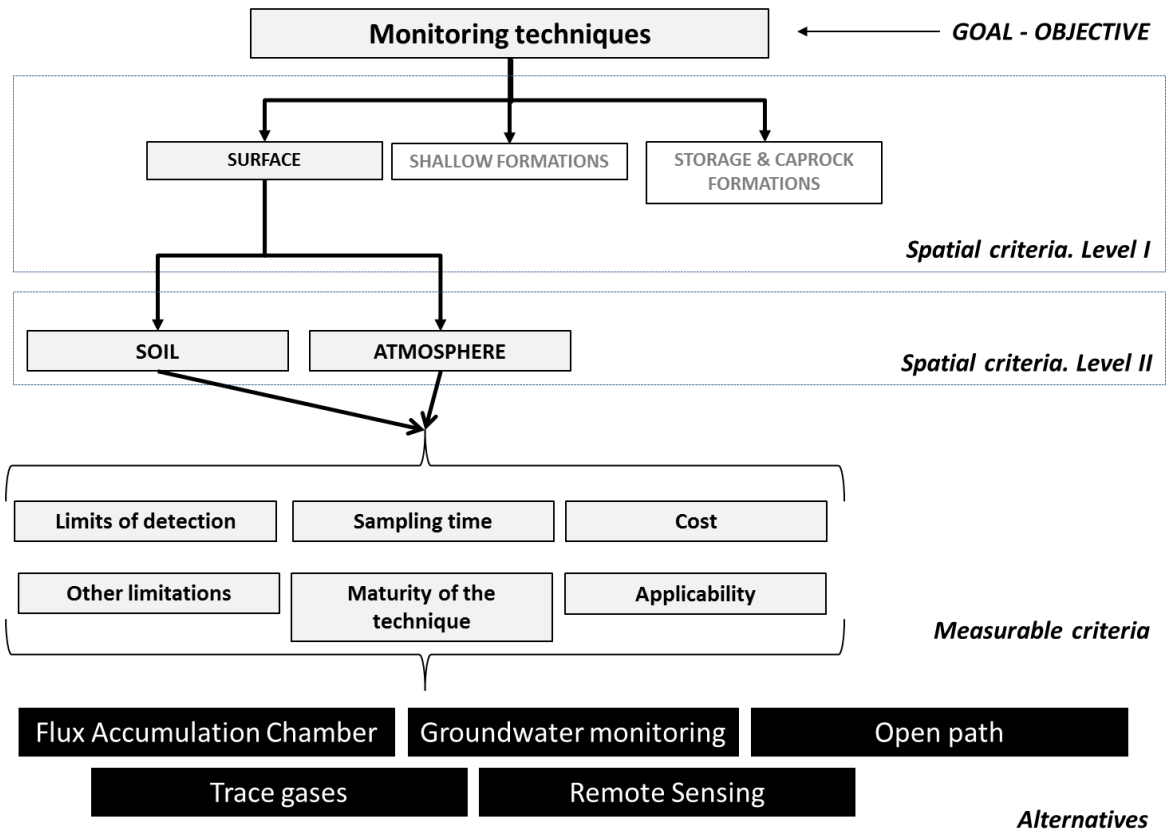 Monitoring techniques
GOAL - OBJECTIVE
SURFACE
SHALLOW FORMATIONS
STORAGE & CAPROCK
FORMATIONS
Spatial criteria. Level I
SOIL
ATMOSPHERE
Spatial criteria. Level II
Limits of detection
Sampling time
Cost
Other limitations
Maturity of the
technique
Applicability
Measurable criteria
Flux Accumulation Chamber
Groundwater monitoring
Open path
Trace gases
Remote Sensing
Alternatives